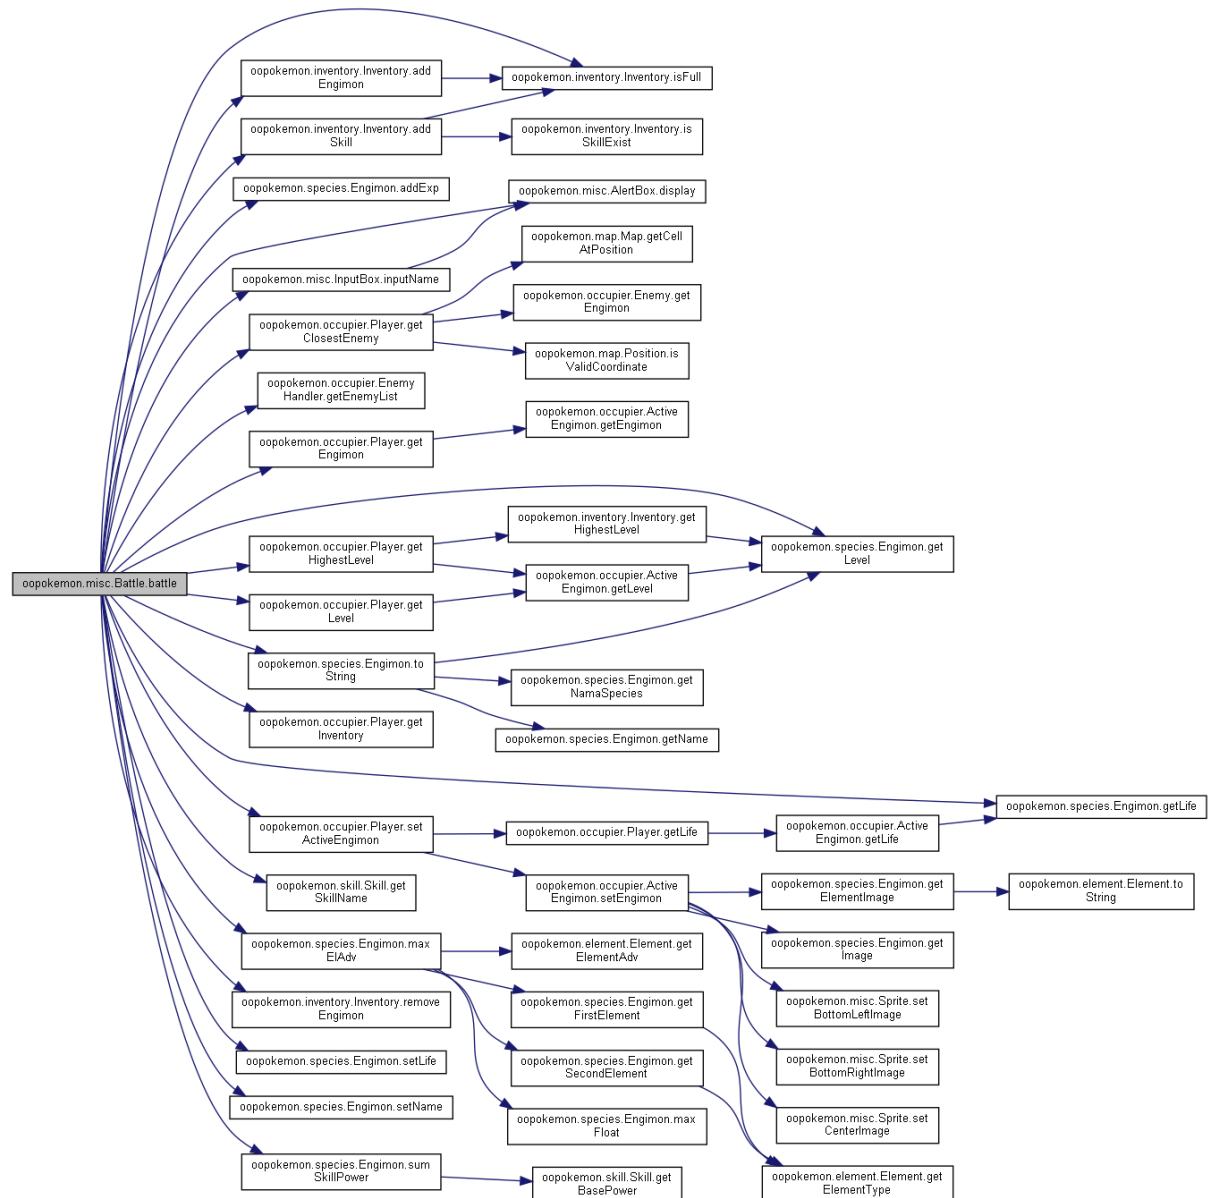 oopokemon.misc.Battle.battle
oopokemon.inventory.Inventory.add
Engimon
oopokemon.inventory.Inventory.isFull
oopokemon.inventory.Inventory.add
Skill
oopokemon.inventory.Inventory.is
SkillExist
oopokemon.species.Engimon.addExp
oopokemon.misc.AlertBox.display
oopokemon.misc.InputBox.inputName
oopokemon.map.Map.getCell
AtPosition
oopokemon.occupier.Player.get
ClosestEnemy
oopokemon.occupier.Enemy.get
Engimon
oopokemon.map.Position.is
ValidCoordinate
oopokemon.occupier.Enemy
Handler.getEnemyList
oopokemon.occupier.Player.get
Engimon
oopokemon.occupier.Active
Engimon.getEngimon
oopokemon.occupier.Player.get
HighestLevel
oopokemon.inventory.Inventory.get
HighestLevel
oopokemon.species.Engimon.get
Level
oopokemon.occupier.Active
Engimon.getLevel
oopokemon.occupier.Player.get
Level
oopokemon.species.Engimon.to
String
oopokemon.species.Engimon.get
NamaSpecies
oopokemon.species.Engimon.getName
oopokemon.occupier.Player.get
Inventory
oopokemon.species.Engimon.getLife
oopokemon.occupier.Player.set
ActiveEngimon
oopokemon.occupier.Player.getLife
oopokemon.occupier.Active
Engimon.getLife
oopokemon.skill.Skill.get
SkillName
oopokemon.occupier.Active
Engimon.setEngimon
oopokemon.species.Engimon.get
ElementImage
oopokemon.element.Element.to
String
oopokemon.species.Engimon.max
ElAdv
oopokemon.element.Element.get
ElementAdv
oopokemon.species.Engimon.get
Image
oopokemon.inventory.Inventory.remove
Engimon
oopokemon.species.Engimon.get
FirstElement
oopokemon.misc.Sprite.set
BottomLeftImage
oopokemon.species.Engimon.setLife
oopokemon.species.Engimon.get
SecondElement
oopokemon.misc.Sprite.set
BottomRightImage
oopokemon.species.Engimon.setName
oopokemon.species.Engimon.max
Float
oopokemon.misc.Sprite.set
CenterImage
oopokemon.species.Engimon.sum
SkillPower
oopokemon.skill.Skill.get
BasePower
oopokemon.element.Element.get
ElementType